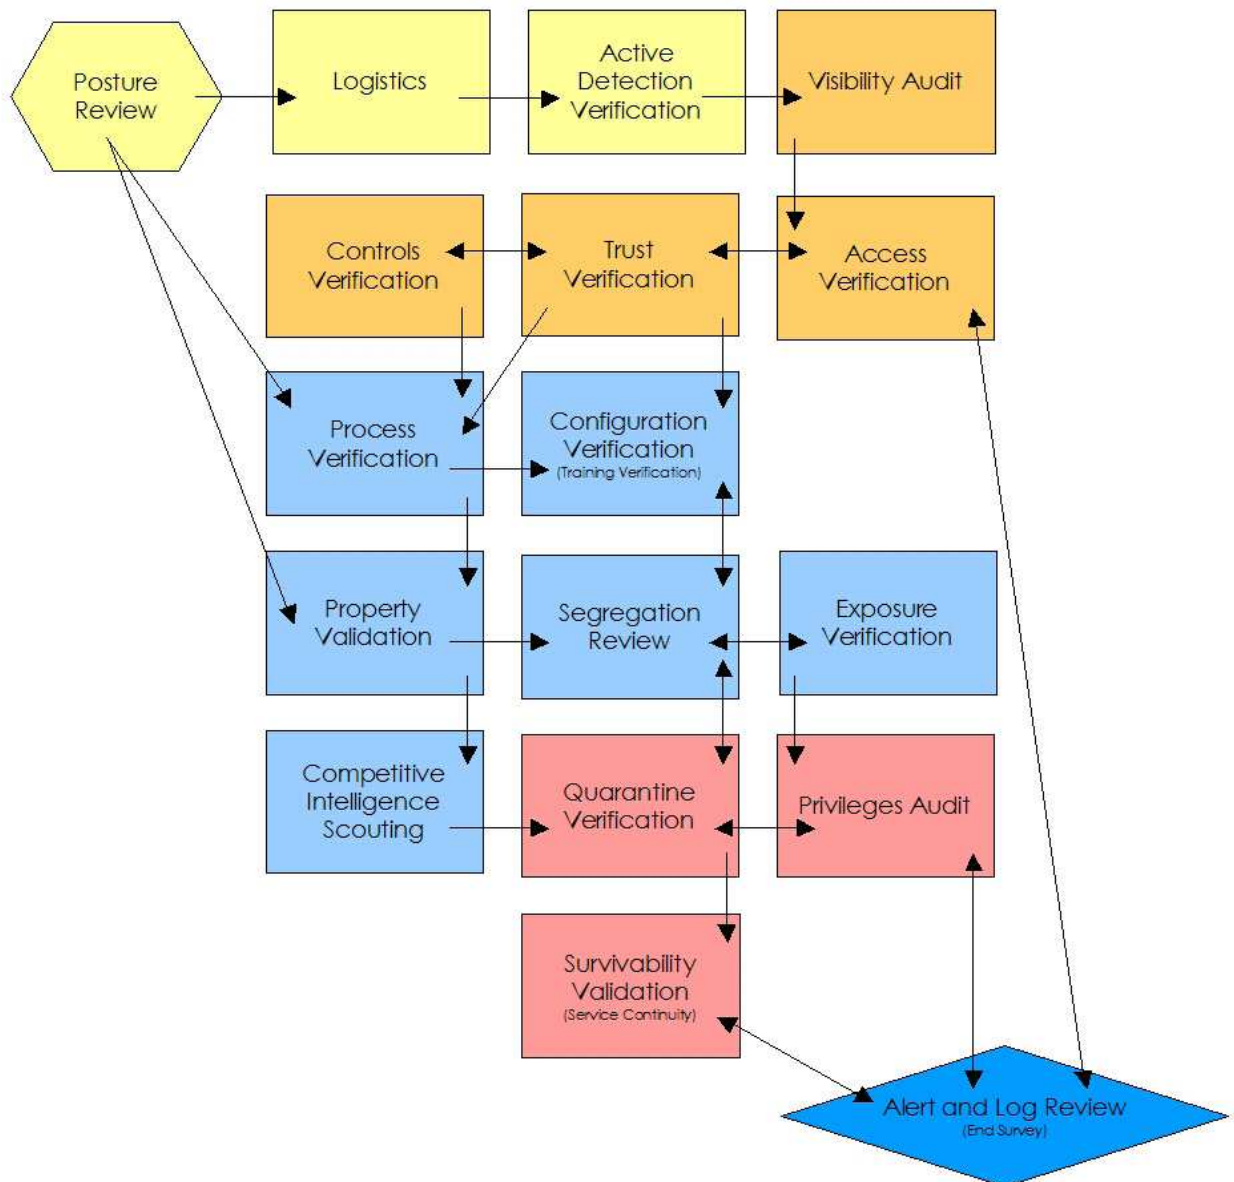 Posture
Review
Logistics
Active
Detection
Verification
Visibility Audit
Controls
Verification
Trust
Verification
Access
Verification
Process
Verification
Configuration
Verification
(Training Verification)
Property
Validation
Segregation
Review
Exposure
Verification
Competitive
Intelligence
Scouting
Quarantine
Verification
Privileges Audit
Survivability
Validation
(Service Continuity)
Alert and Log Review
(End Survey)